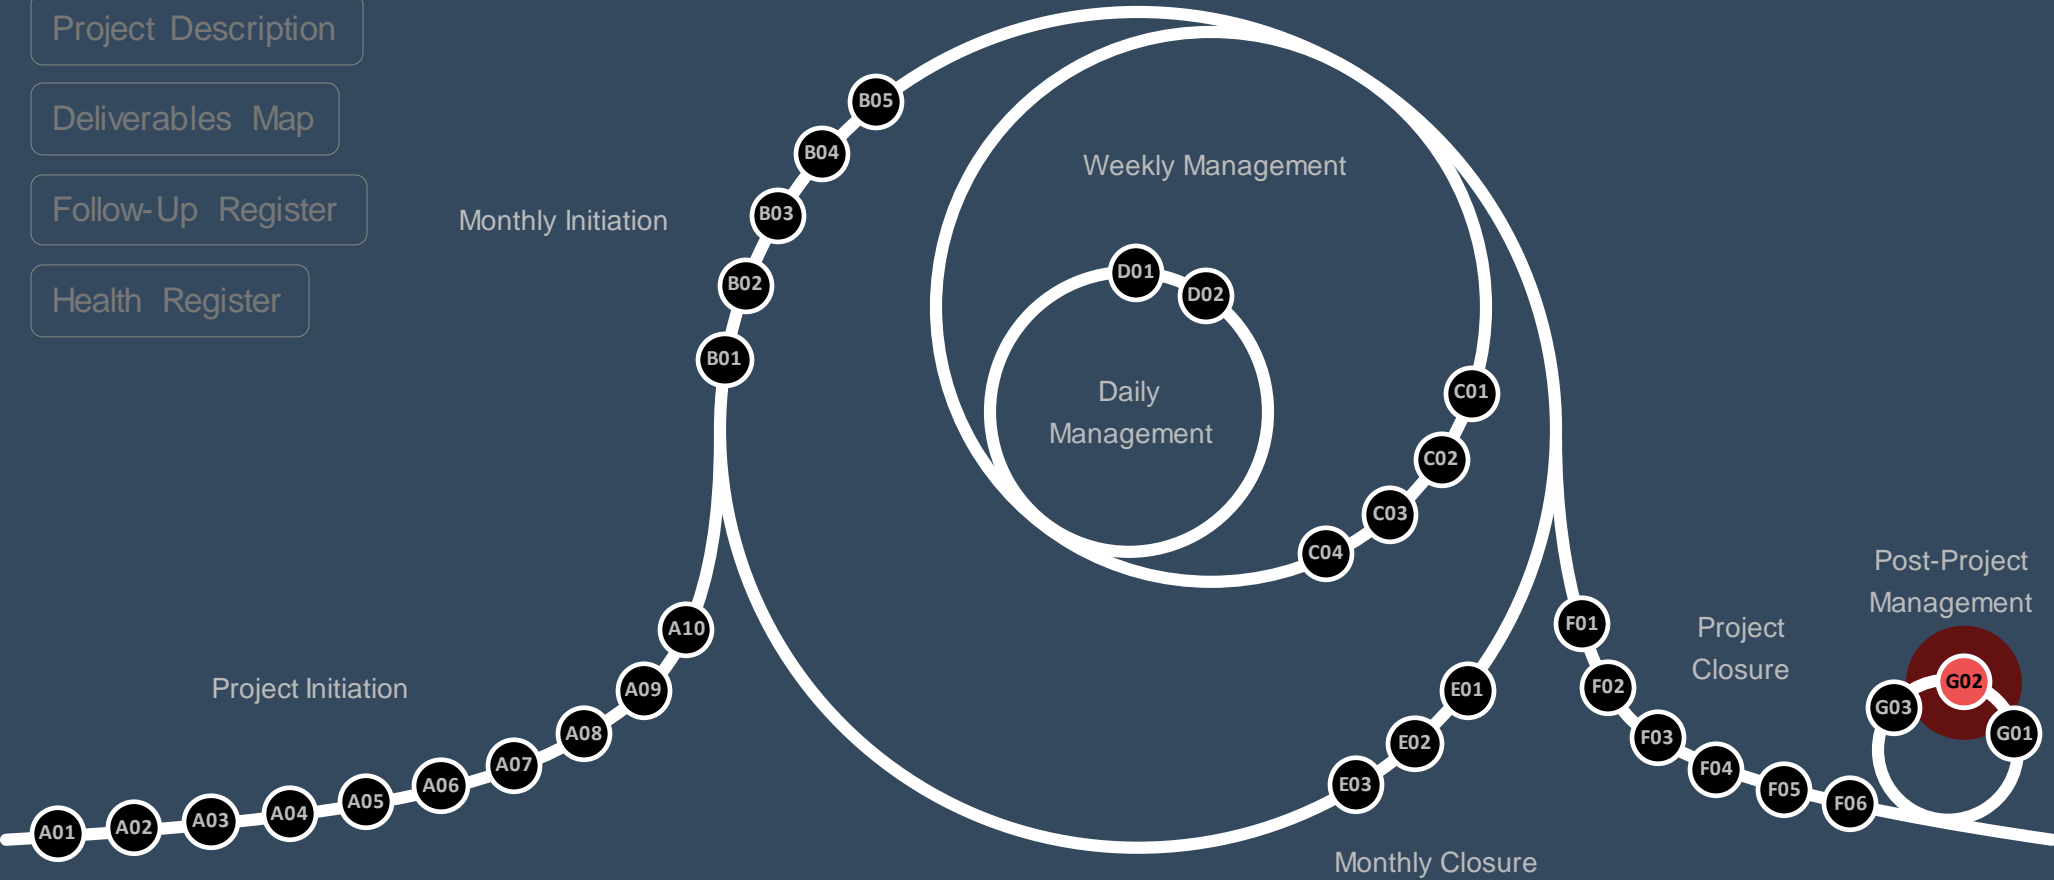 Project Description
Deliverables Map
Follow-Up Register
Health Register
Monthly Initiation
B05
B04
B03
B02
B01
Weekly Management
D01
D02
Daily
Management
C01
C02
C03
C04
Project Initiation
A01
A02
A03
A04
A05
A06
A07
A08
A09
A10
E01
E02
E03
Monthly Closure
Project
Closure
F01
F02
F03
F04
F05
F06
Post-Project
Management
G03
G02
G01